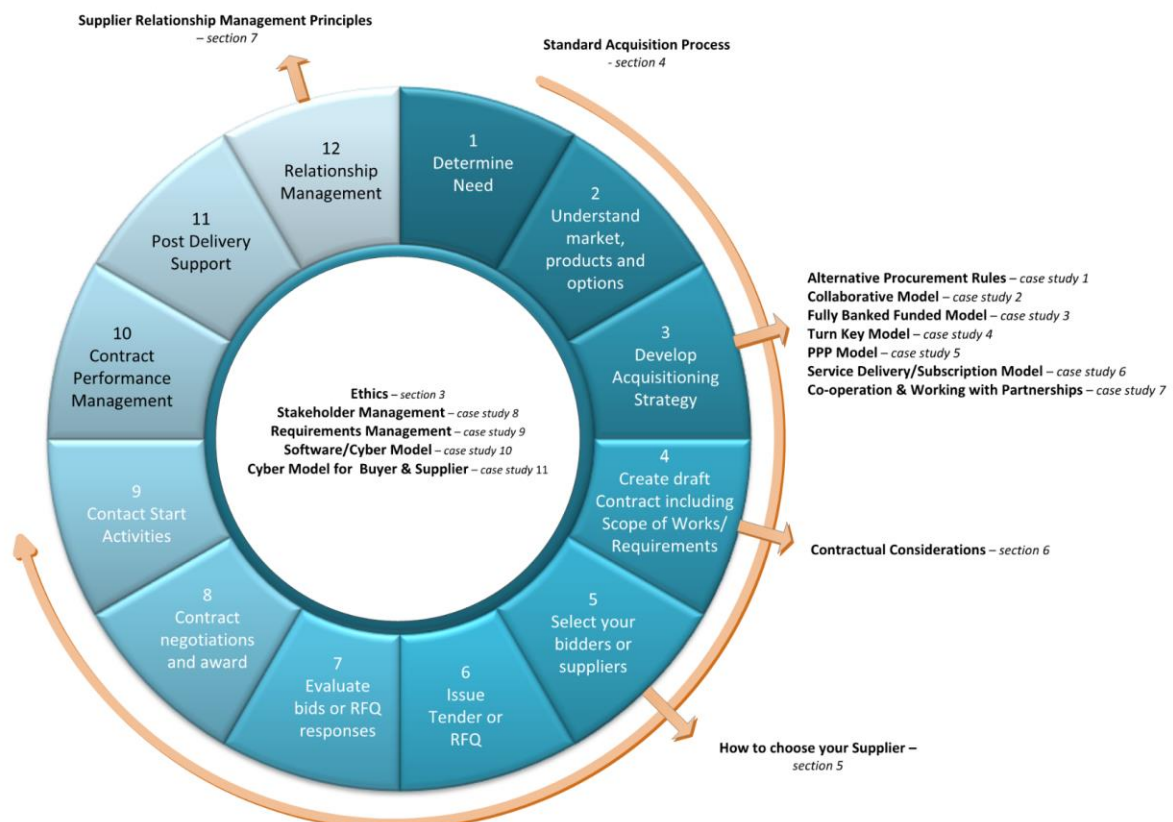 Supplier Relationship Management Principles
– section 7
Standard Acquisition Process
- section 4
1
Determine
Need
2
Understand
market,
products and
options
3
Develop
Acquisitioning
Strategy
4
Create draft
Contract including
Scope of Works/
Requirements
5
Select your
bidders or
suppliers
6
Issue
Tender or
RFQ
7
Evaluate
bids or RFQ
responses
8
Contract
negotiations
and award
9
Contact Start
Activities
10
Contract
Performance
Management
11
Post Delivery
Support
12
Relationship
Management
Ethics – section 3
Stakeholder Management – case study 8
Requirements Management – case study 9
Software/Cyber Model – case study 10
Cyber Model for Buyer & Supplier – case study 11
Alternative Procurement Rules – case study 1
Collaborative Model – case study 2
Fully Banked Funded Model – case study 3
Turn Key Model – case study 4
PPP Model – case study 5
Service Delivery/Subscription Model – case study 6
Co-operation & Working with Partnerships – case study 7
Contractual Considerations – section 6
How to choose your Supplier –
section 5